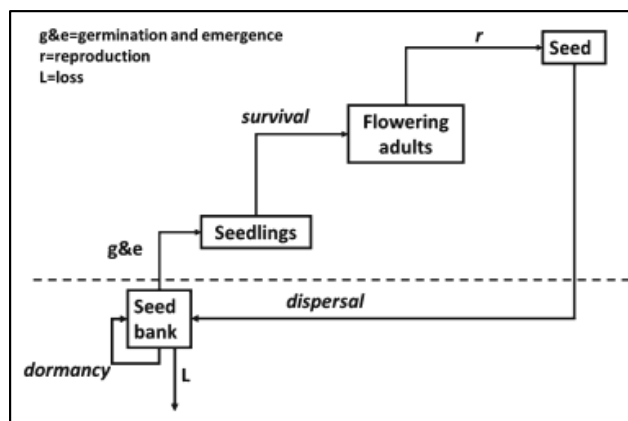 g&e=germination and emergence
r=reproduction
L=loss
r
Seed
survival
Flowering
adults
Seedlings
g&e
dispersal
Seed
bank
dormancy
L